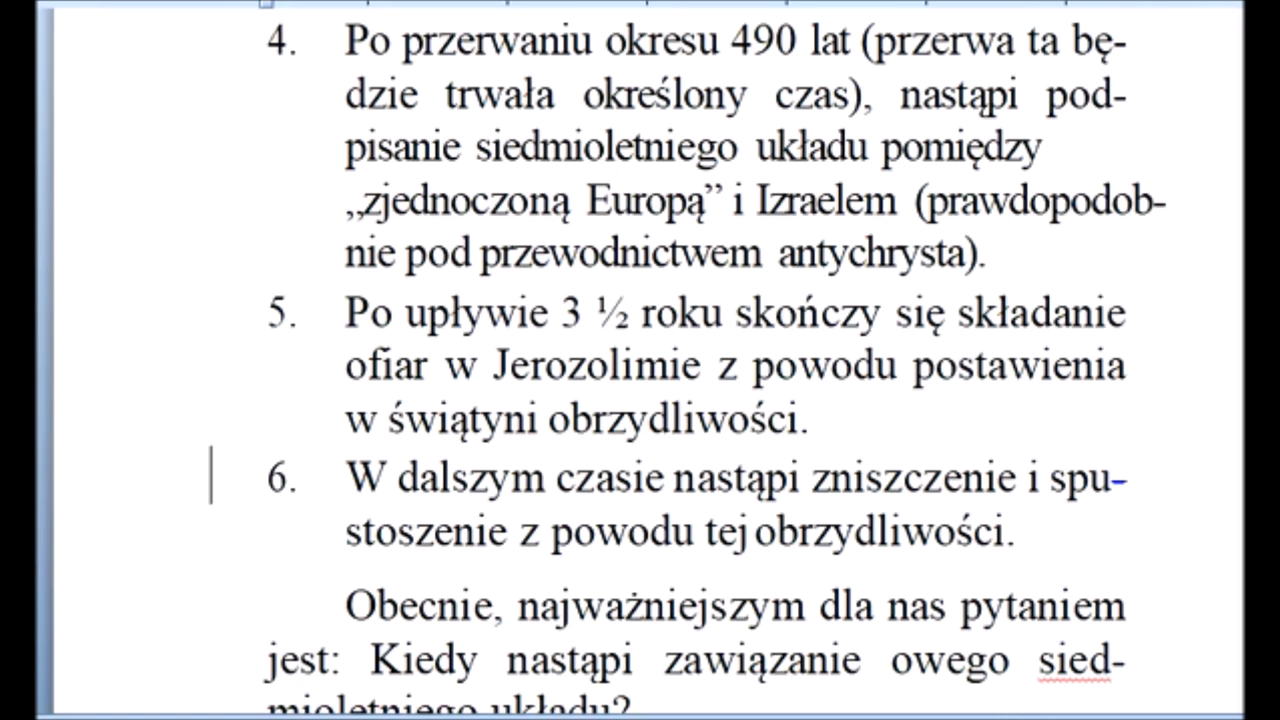 4. Po przerwaniu okresu 490 lat (przerwa ta bę-
dzie trwała określony czas), nastąpi pod-
pisanie siedmioletniego układu pomiędzy
„zjednoczoną Europą” i Izraelem (prawdopodob-
nie pod przewodnictwem antychrysta).
5. Po upływie 3 ½ roku skończy się składanie
ofiar w Jerozolimie z powodu postawienia
w świątyni obrzydliwości.
6. W dalszym czasie nastąpi zniszczenie i spu-
stoszenie z powodu tej obrzydliwości.
Obecnie, najważniejszym dla nas pytaniem
jest: Kiedy nastąpi zawiązanie owego sied-
mioletniego układu?